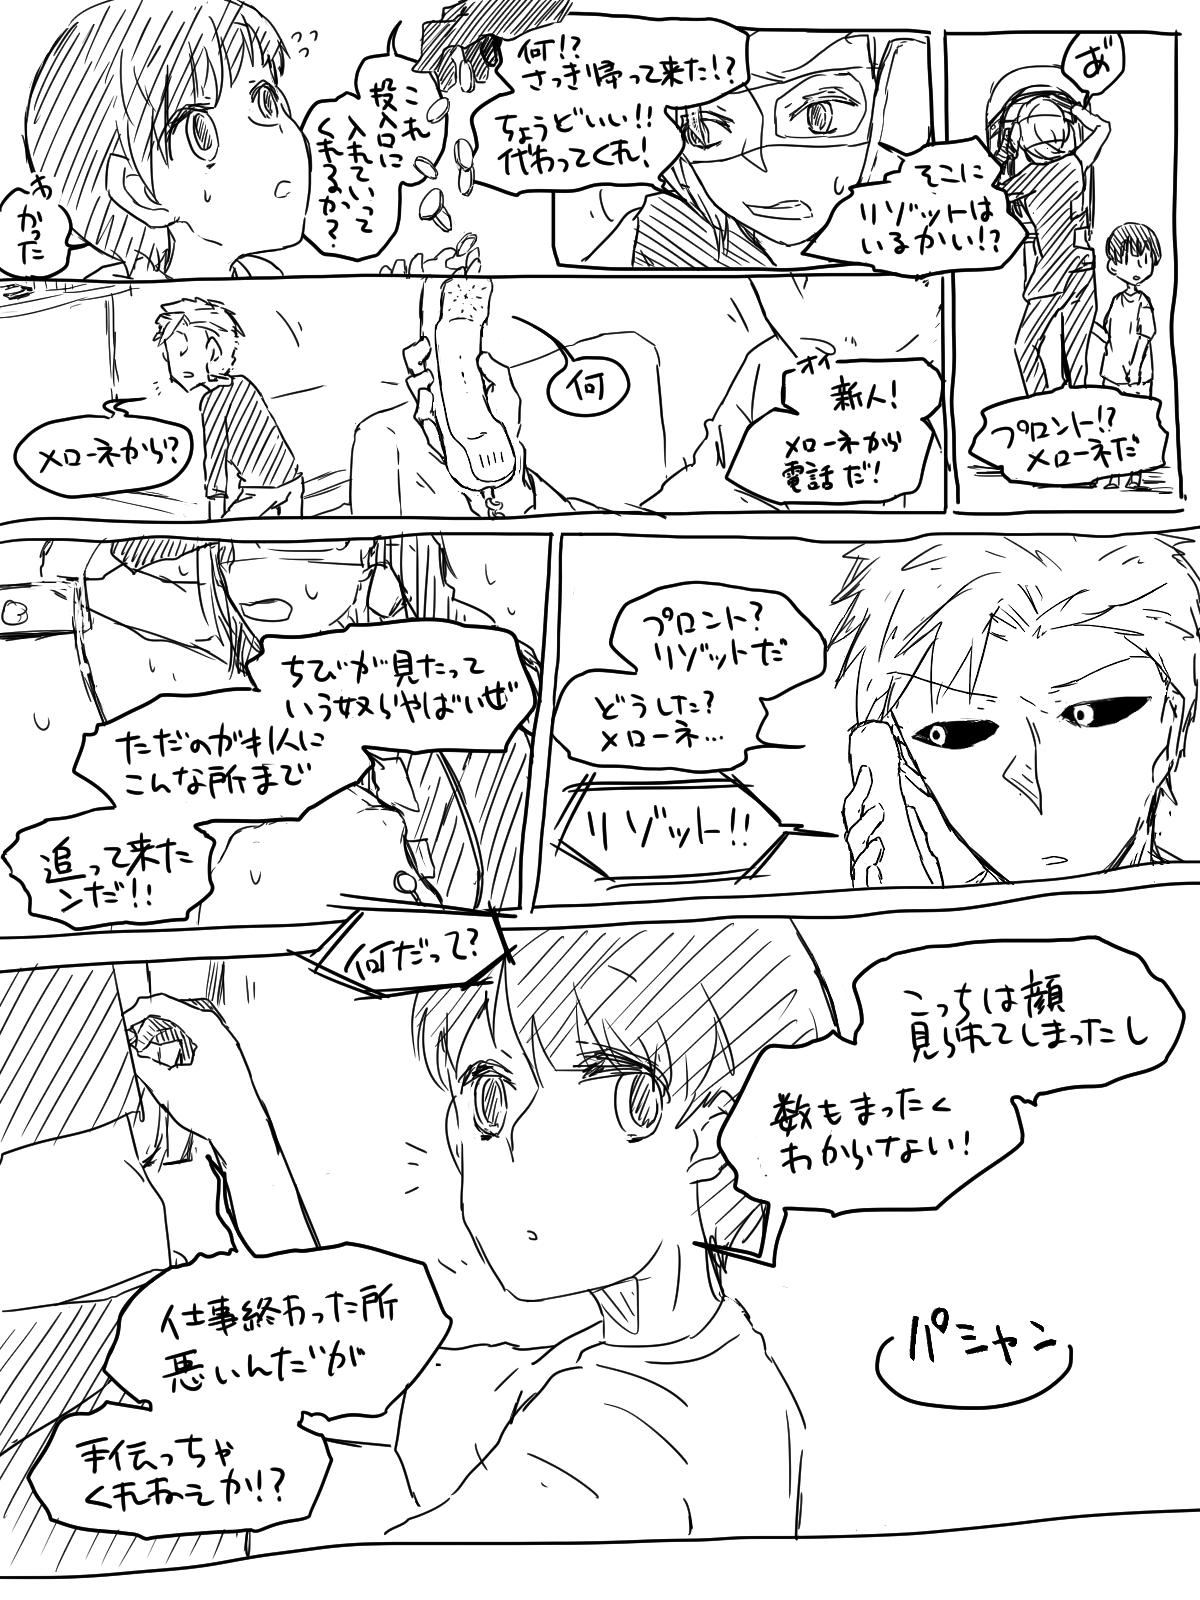 プロント!?
メローネだ
あ゛
そこに
リゾットは
いるかい!?
何!?
さっき帰って来た!?
ちょうどいい!!
代わってくれ!
これ
投入口に
入れていって
くれるか?
わ
かった
オイ
新人!
メローネから
電話だ!
何
メローネから?
プロント?
リゾットだ
どうした?
メローネ…
リゾット!!
ちびが見たって
いう奴らやばいぜ
ただのが1人に
こんな所まで
追って来た
ンだ!!
何だって?
こっちは顔
見られてしまったし
数もまったく
わからない!
パシャン
仕事終わった所
悪いんだが
手伝っちゃ
くれねえか!?